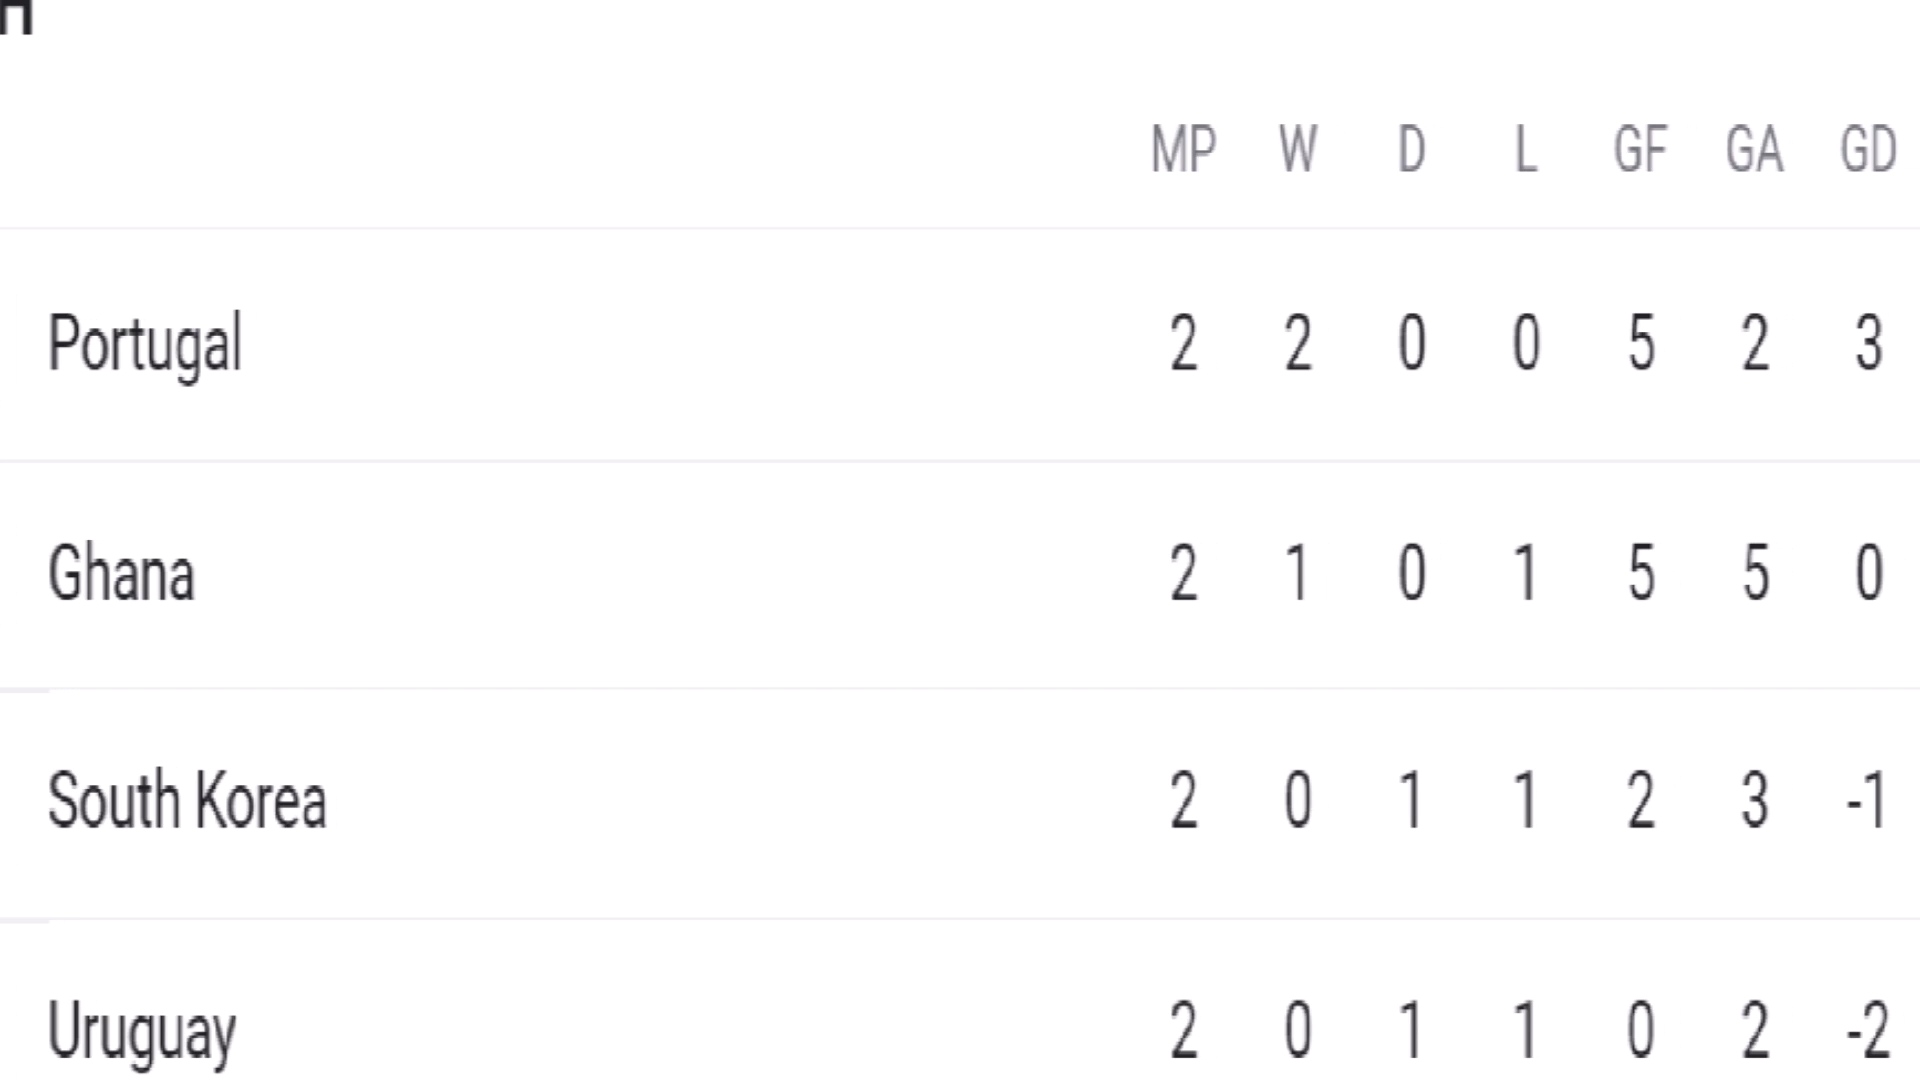 H
MP W D L GF GA GD
Portugal 2 2 0 0 5 2 3
Ghana 2 1 0 1 5 5 0
South Korea 2 0 1 1 2 3 -1
Uruguay 2 0 1 1 0 2 -2